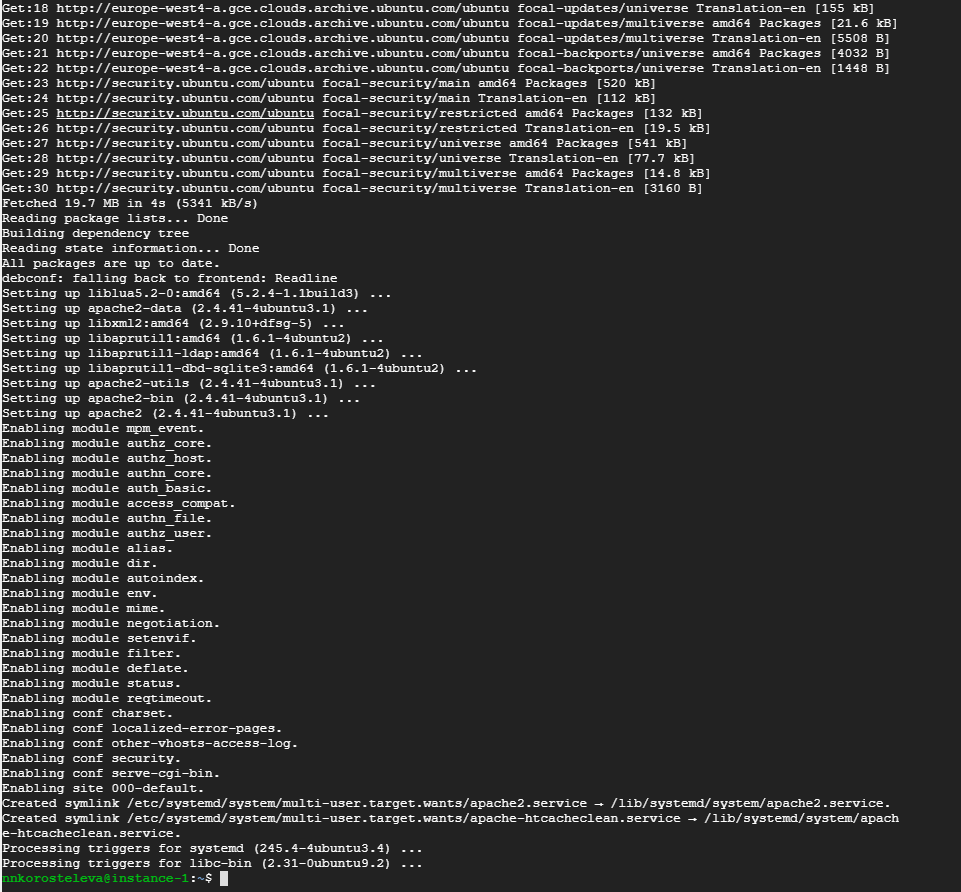 Get:18 http://europe-west4-a.gce.clouds.archive.ubuntu.com/ubuntu focal-updates/universe Translation-en [155 kB]
Get:19 http://europe-west4-a.gce.clouds.archive.ubuntu.com/ubuntu focal-updates/multiverse amd64 Packages [21.6 kB]
Get:20 http://europe-west4-a.gce.clouds.archive.ubuntu.com/ubuntu focal-updates/multiverse Translation-en [5508 B]
Get:21 http://europe-west4-a.gce.clouds.archive.ubuntu.com/ubuntu focal-backports/universe amd64 Packages [4032 B]
Get:22 http://europe-west4-a.gce.clouds.archive.ubuntu.com/ubuntu focal-backports/universe Translation-en [1448 B]
Get:23 http://security.ubuntu.com/ubuntu focal-security/main amd64 Packages [520 kB]
Get:24 http://security.ubuntu.com/ubuntu focal-security/main Translation-en [112 kB]
Get:25 http://security.ubuntu.com/ubuntu focal-security/restricted amd64 Packages [132 kB]
Get:26 http://security.ubuntu.com/ubuntu focal-security/restricted Translation-en [19.5 kB]
Get:27 http://security.ubuntu.com/ubuntu focal-security/universe amd64 Packages [541 kB]
Get:28 http://security.ubuntu.com/ubuntu focal-security/universe Translation-en [77.7 kB]
Get:29 http://security.ubuntu.com/ubuntu focal-security/multiverse amd64 Packages [14.8 kB]
Get:30 http://security.ubuntu.com/ubuntu focal-security/multiverse Translation-en [3160 B]
Fetched 19.7 MB in 4s (5341 kB/s)
Reading package lists... Done
Building dependency tree
Reading state information... Done
All packages are up to date.
debconf: falling back to frontend: Readline
Setting up liblua5.2-0:amd64 (5.2.4-1.1build3) ...
Setting up apache2-data (2.4.41-4ubuntu3.1) ...
Setting up libxml2:amd64 (2.9.10+dfsg-5) ...
Setting up libaprutil1:amd64 (1.6.1-4ubuntu2) ...
Setting up libaprutil1-ldap:amd64 (1.6.1-4ubuntu2) ...
Setting up libaprutil1-dbd-sqlite3:amd64 (1.6.1-4ubuntu2) ...
Setting up apache2-utils (2.4.41-4ubuntu3.1) ...
Setting up apache2-bin (2.4.41-4ubuntu3.1) ...
Setting up apache2 (2.4.41-4ubuntu3.1) ...
Enabling module mpm_event.
Enabling module authz_core.
Enabling module authz_host.
Enabling module authn_core.
Enabling module auth_basic.
Enabling module access_compat.
Enabling module authn_file.
Enabling module authz_user.
Enabling module alias.
Enabling module dir.
Enabling module autoindex.
Enabling module env.
Enabling module mime.
Enabling module negotiation.
Enabling module setenvif.
Enabling module filter.
Enabling module deflate.
Enabling module status.
Enabling module reqtimeout.
Enabling conf charset.
Enabling conf localized-error-pages.
Enabling conf other-vhosts-access-log.
Enabling conf security.
Enabling conf serve-cgi-bin.
Enabling site 000-default.
Created symlink /etc/systemd/system/multi-user.target.wants/apache2.service → /lib/systemd/system/apache2.service.
Created symlink /etc/systemd/system/multi-user.target.wants/apache-htcacheclean.service → /lib/systemd/system/apach
e-htcacheclean.service.
Processing triggers for systemd (245.4-4ubuntu3.4) ...
Processing triggers for libc-bin (2.31-0ubuntu9.2) ...
nnkorosteleva@instance-1:~$